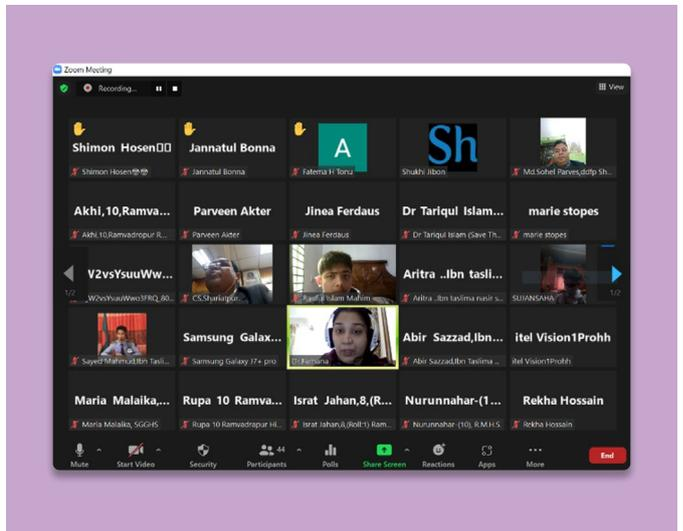 Zoom Meeting
Recording...
View
Shimon Hosen
Jannatul Bonna
A
Sh
Shimon Hosen
Jannatul Bonna
Fatema H Tonu
Shukhi Jibon
Md.Sohel Parves,ddfp Sh...
Akhi,10,Ramva...
Parveen Akter
Jinea Ferdaus
Dr Tariqul Islam...
marie stopes
Akhi,10,Ramvadropur R...
Parveen Akter
Jinea Ferdaus
Dr Tariqul Islam (Save Th...
marie stopes
V2vsYsuuWw...
Aritra ..Ibn tasli...
1/2
1/2
CS,Shariatpur
Raisul Islam Mahim
Aritra ..Ibn taslima nasir s...
SUJANSAHA
Samsung Galax...
Abir Sazzad,Ibn...
itel Vision1Prohh
Sayed Mahmud,Ibn Tasli...
Samsung Galaxy J7+ pro
Dr.Farhana
Abir Sazzad,Ibn Taslima ...
itel Vision1Prohh
Maria Malaika,...
Rupa 10 Ramva...
Israt Jahan,8,(R...
Nurunnahar-(1...
Rekha Hossain
Maria Malaika, SGGHS
Rupa 10 Ramvadrapur Hi...
Israt Jahan,8,(Roll:1) Ram...
Nurunnahar-(10), R.M.H.S.
Rekha Hossain
44
Mute
Start Video
Security
Participants
Polls
Share Screen
Reactions
Apps
More
End